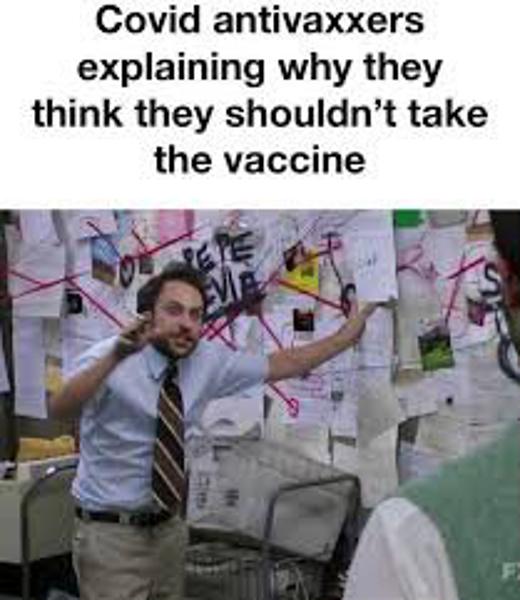 Covid antivaxxers
explaining why they
think they shouldn't take
the vaccine